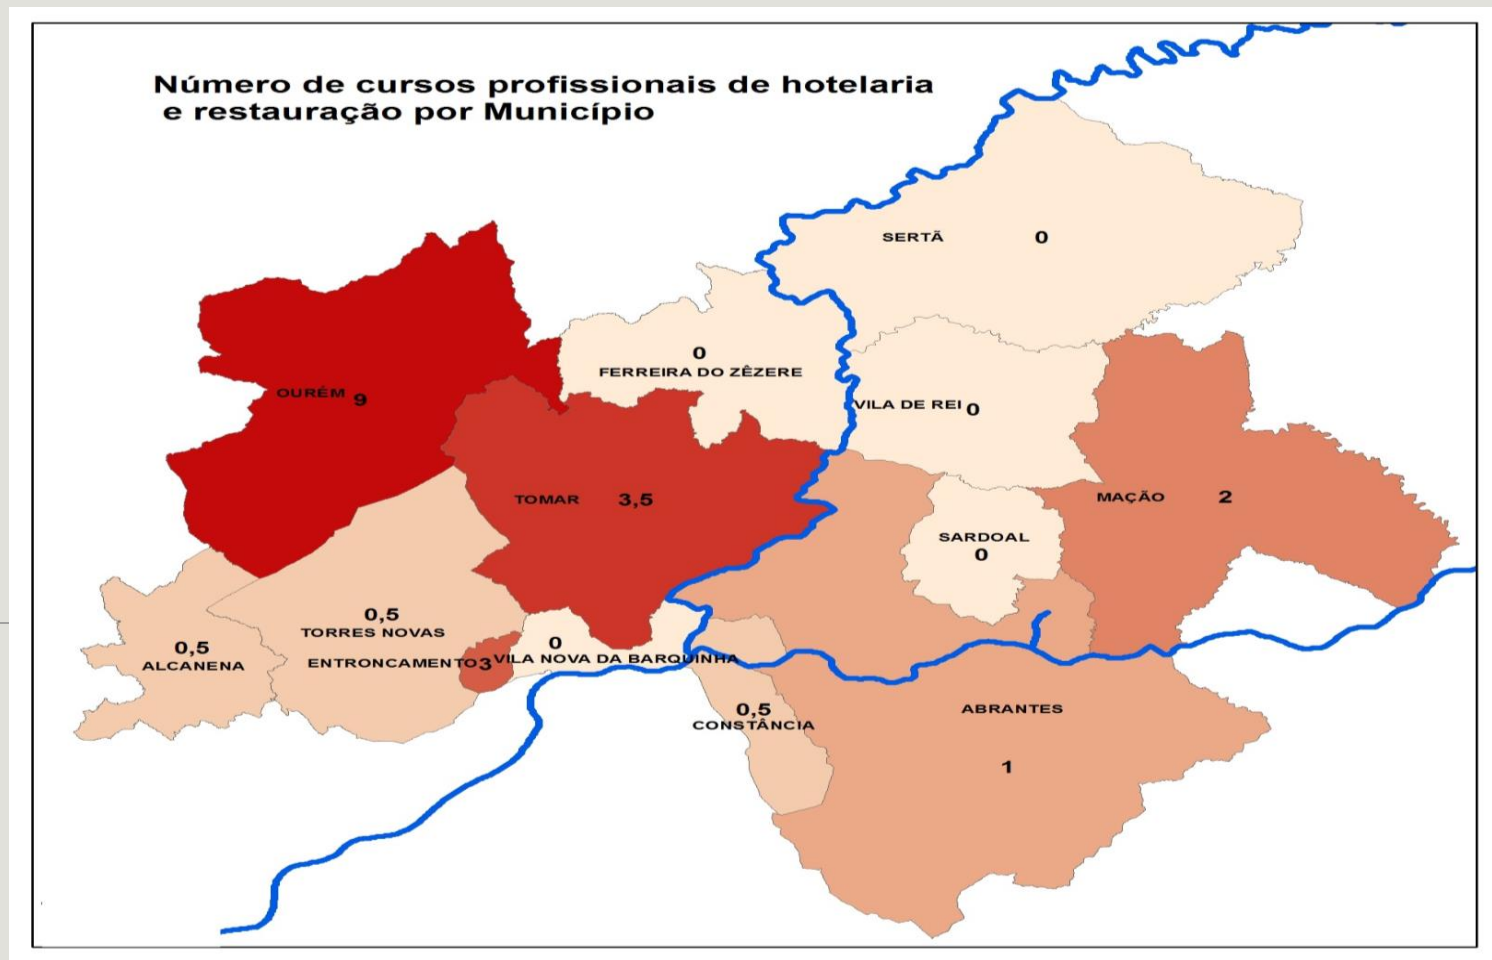 Número de cursos profissionais de hotelaria
e restauração por Município
SERTÃ 0
0
FERREIRA DO ZÊZERE
OURÉM 9
VILA DE REI 0
TOMAR 3,5
MAÇÃO 2
SARDOAL
0
0,5
TORRES NOVAS
0,5
ALCANENA
ENTRONCAMENTO 3
0
VILA NOVA DA BARQUINHA
0,5
CONSTÂNCIA
ABRANTES
1